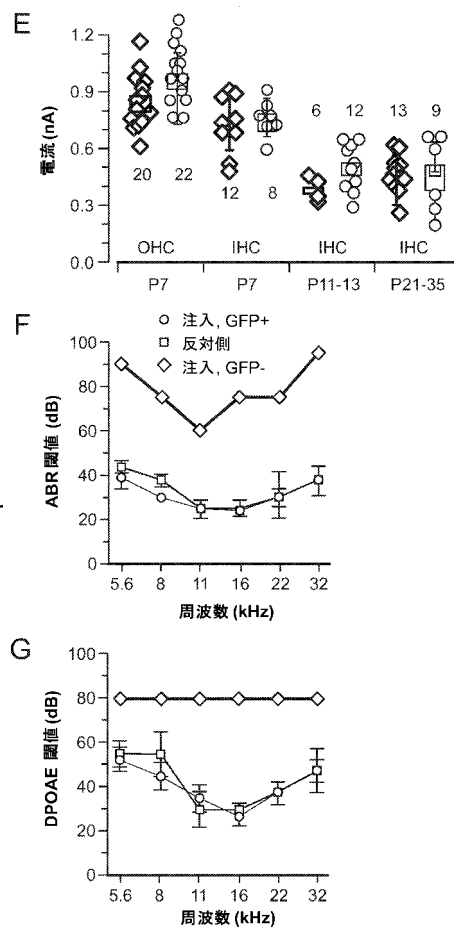 E
電流 (nA)
1.2
0.9
0.6
0.3
0.0
20
22
12
8
6
12
13
9
OHC
IHC
IHC
IHC
P7
P7
P11-13
P21-35
F
注入, GFP+
反対側
注入, GFP-
ABR 閾値 (dB)
100
80
60
40
20
0
5.6
8
11
16
22
32
周波数 (kHz)
G
DPOAE 閾値 (dB)
100
80
60
40
20
0
5.6
8
11
16
22
32
周波数 (kHz)